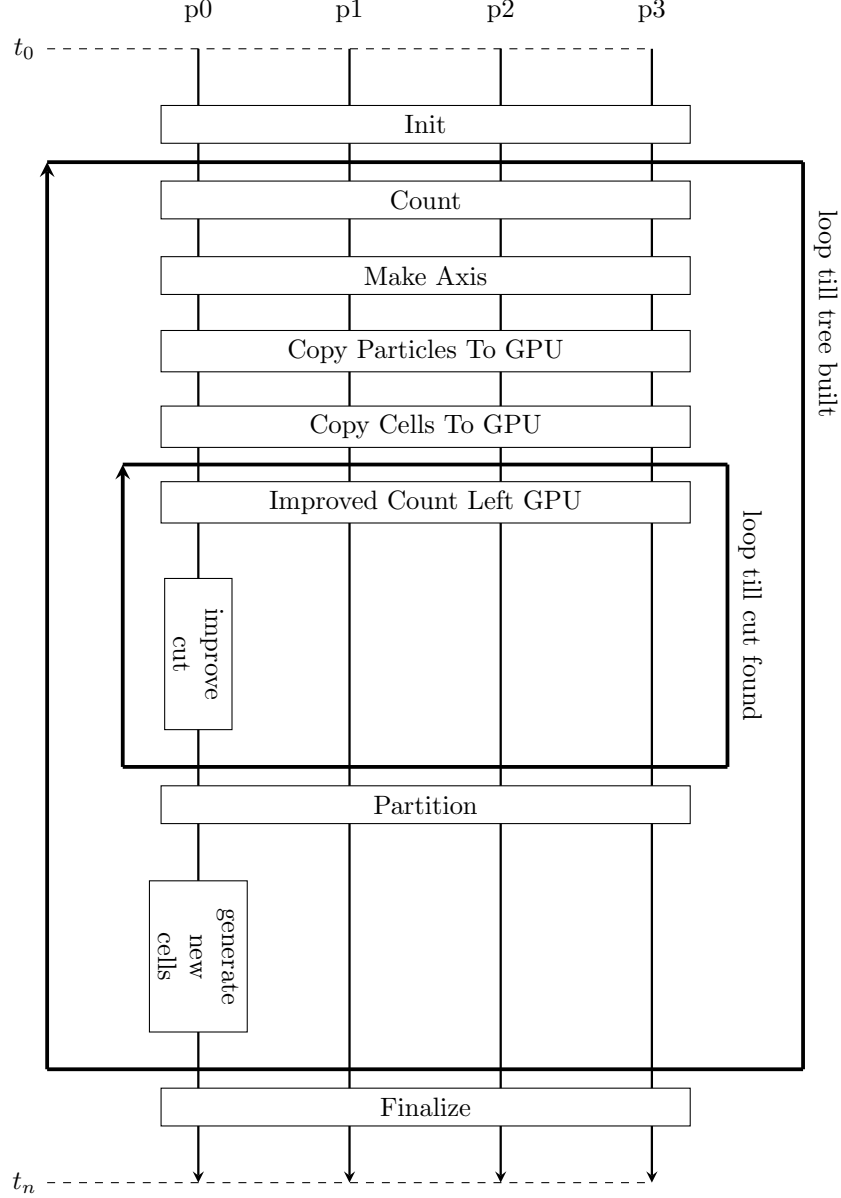 p0 p1 p2 p3
t0
Init
Count
Make Axis
Copy Particles To GPU
Copy Cells To GPU
Improved Count Left GPU
improve
cut
Partition
generate
new
cells
Finalize
tn
loop till cut found
loop till tree built